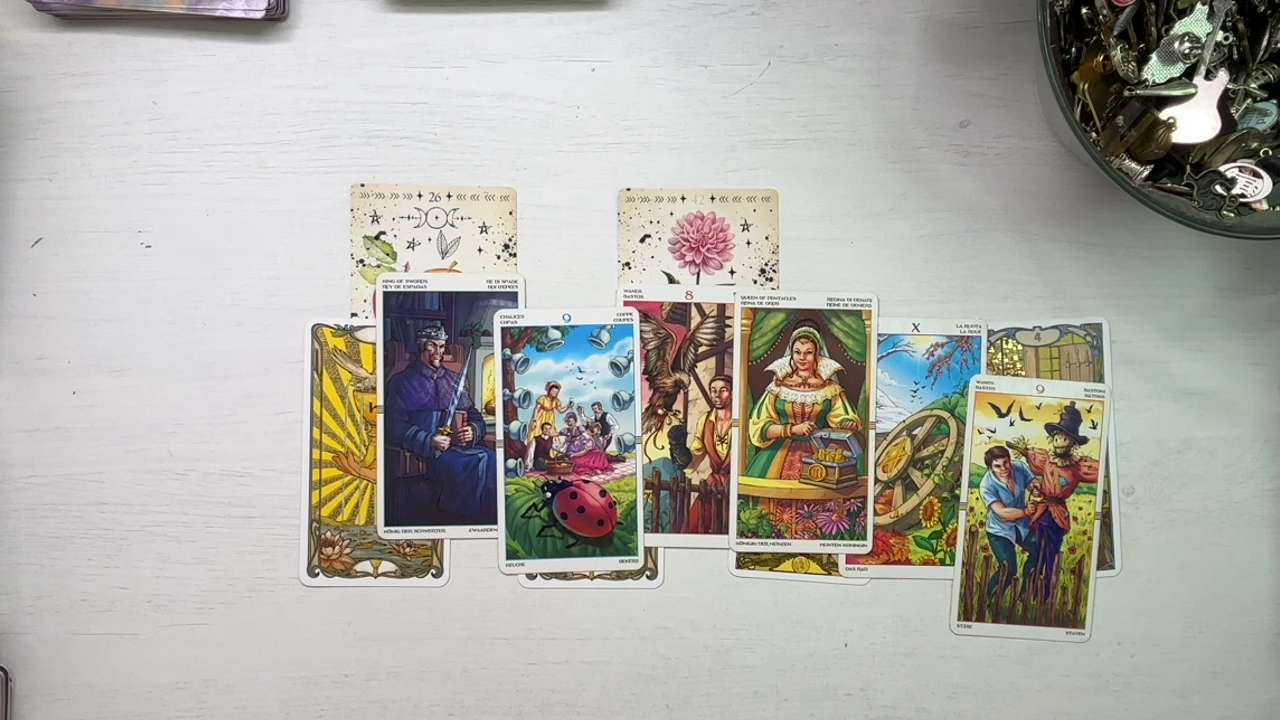 26
42
KING OF SWORDS
REY DE ESPADAS
RE DI SPADE
ROI D'EPEES
KÖNIG DER SCHWERTER
ZWAARDEN
CHALICES
COPAS
9
COPPE
COUPES
KELCHE
BEKERS
WANDS
BASTOS
8
QUEEN OF PENTACLES
REINA DE OROS
REGINA DI DENARI
REINE DE DENIERS
KÖNIGIN DER MÜNZEN
MUNTEN KONINGIN
X
LA RUOTA
LA ROUE
DAS RAD
4
WANDS
BASTOS
9
BASTONI
BATONS
STÄBE
STAVEN